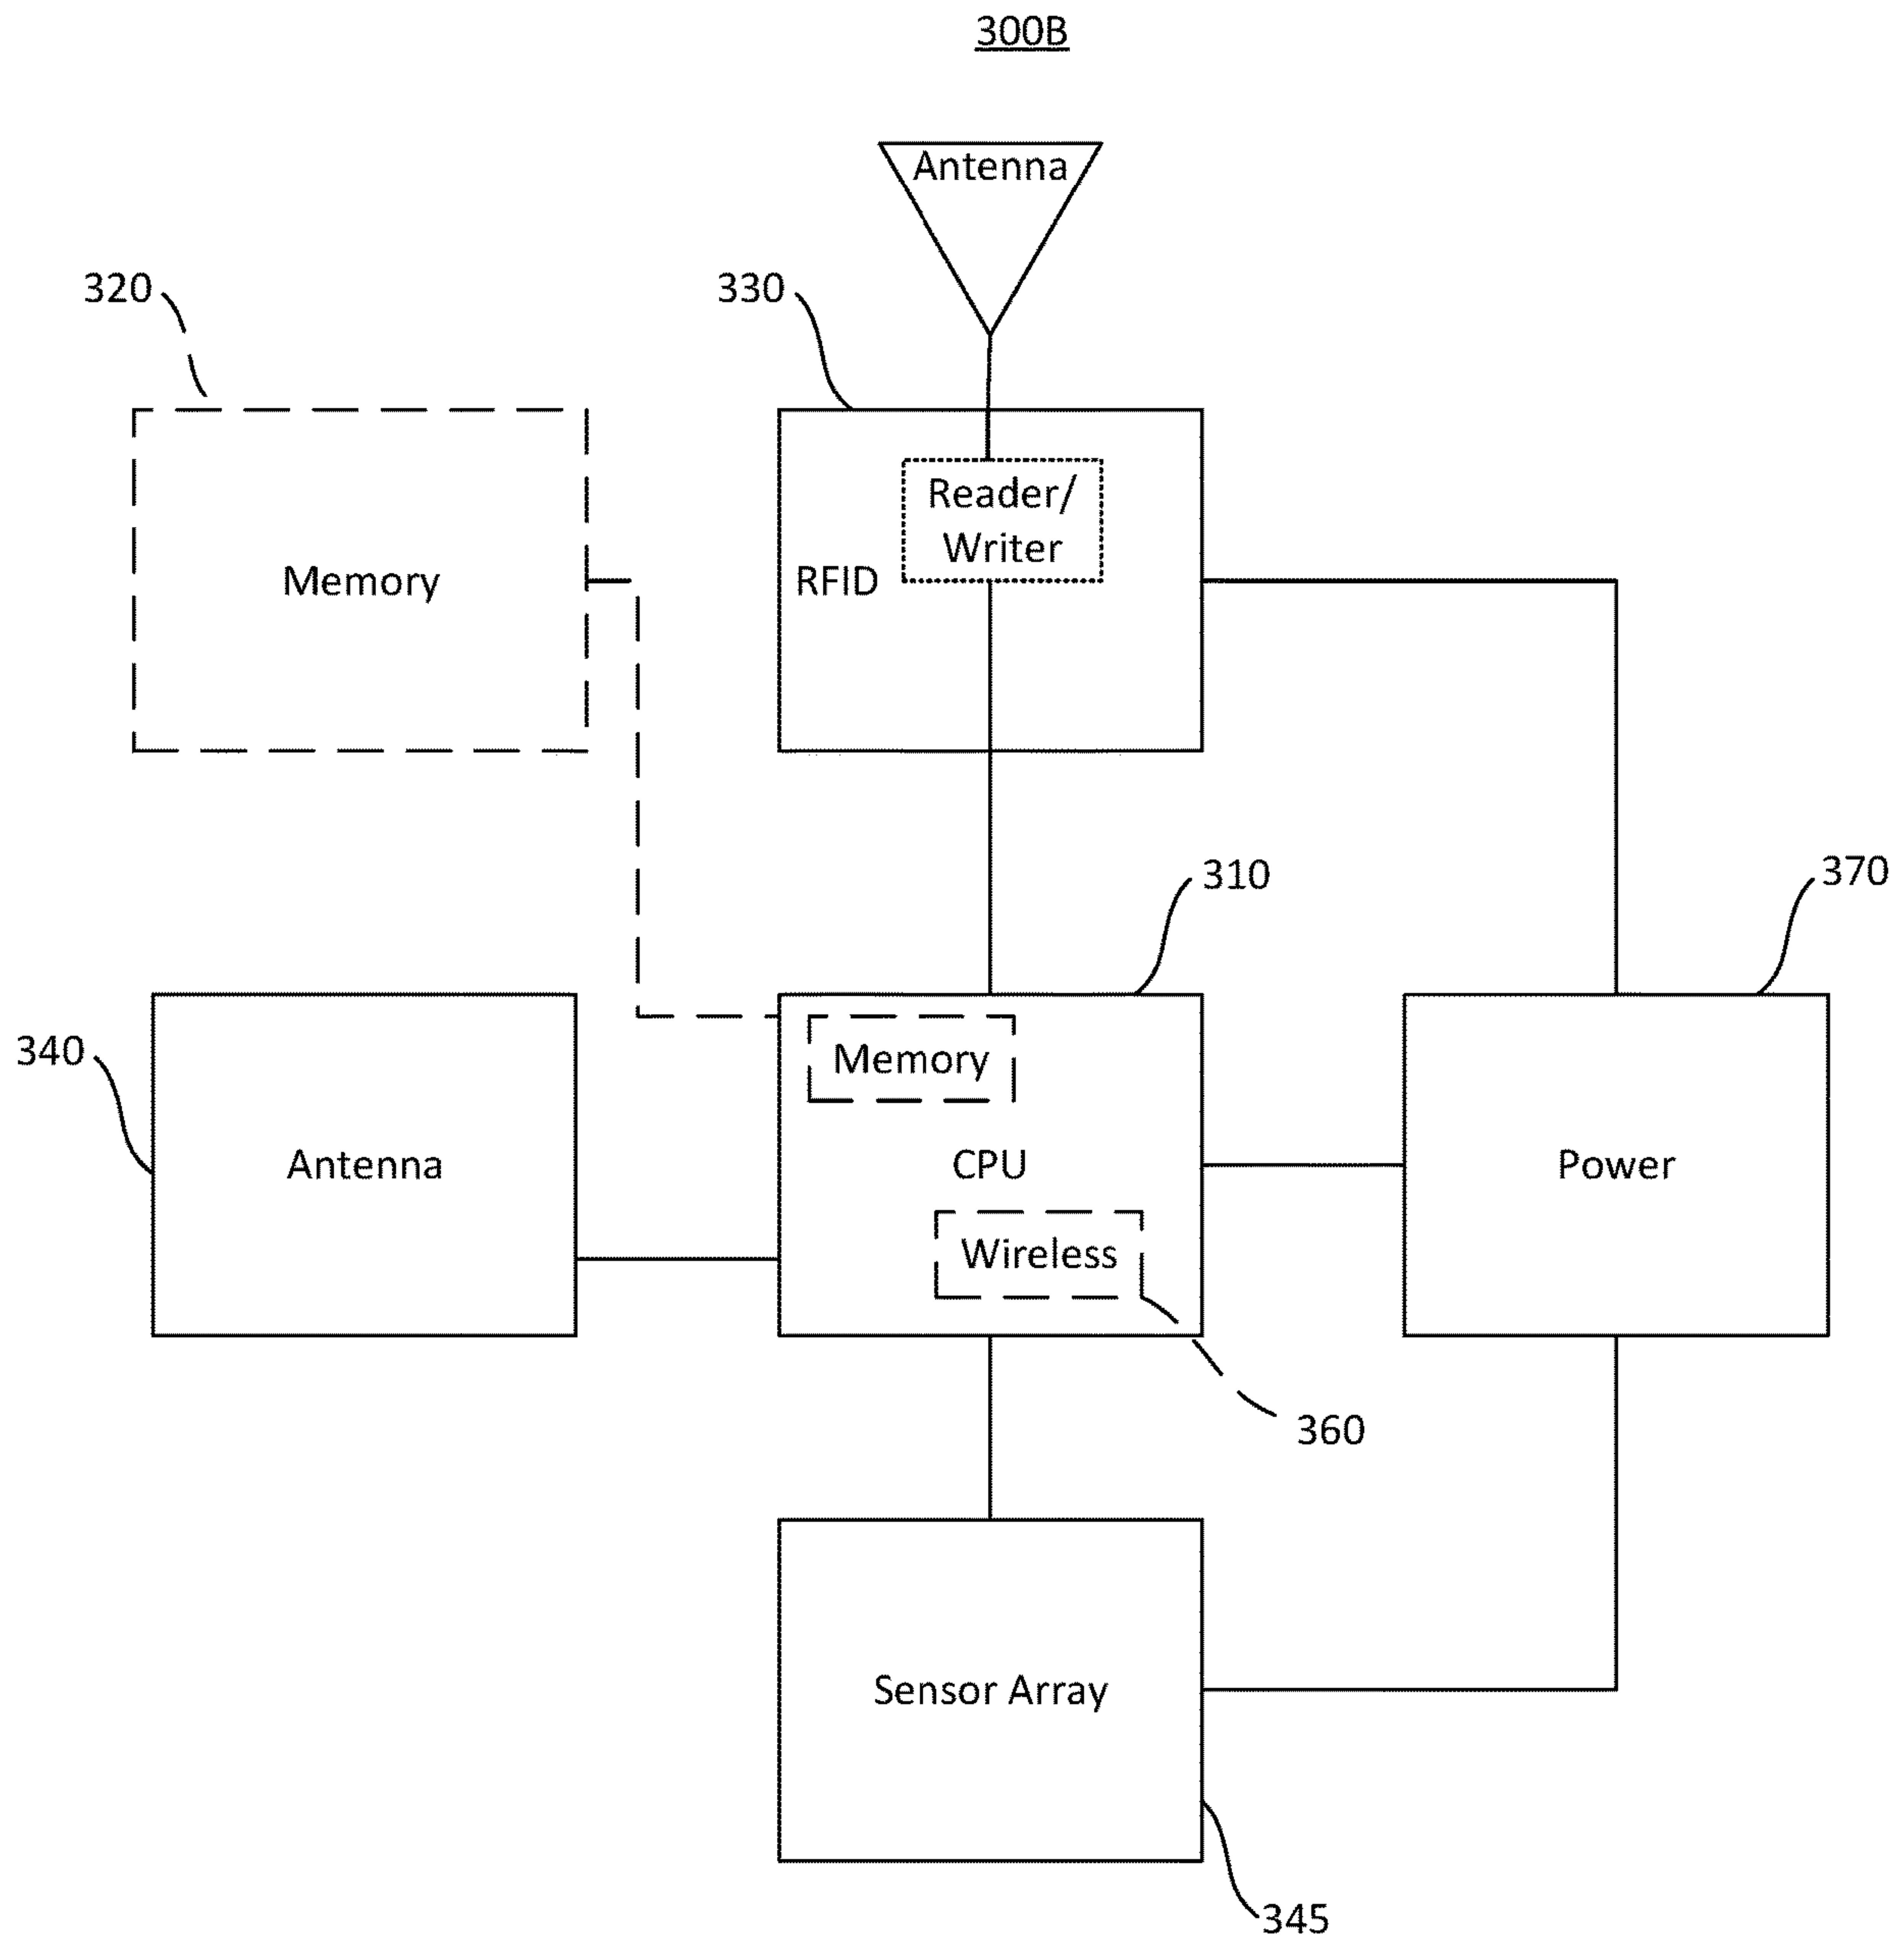 300B
Antenna
320
330
Reader/
Writer
Memory
RFID
310
370
340
Memory
Antenna
CPU
Power
Wireless
360
Sensor Array
345